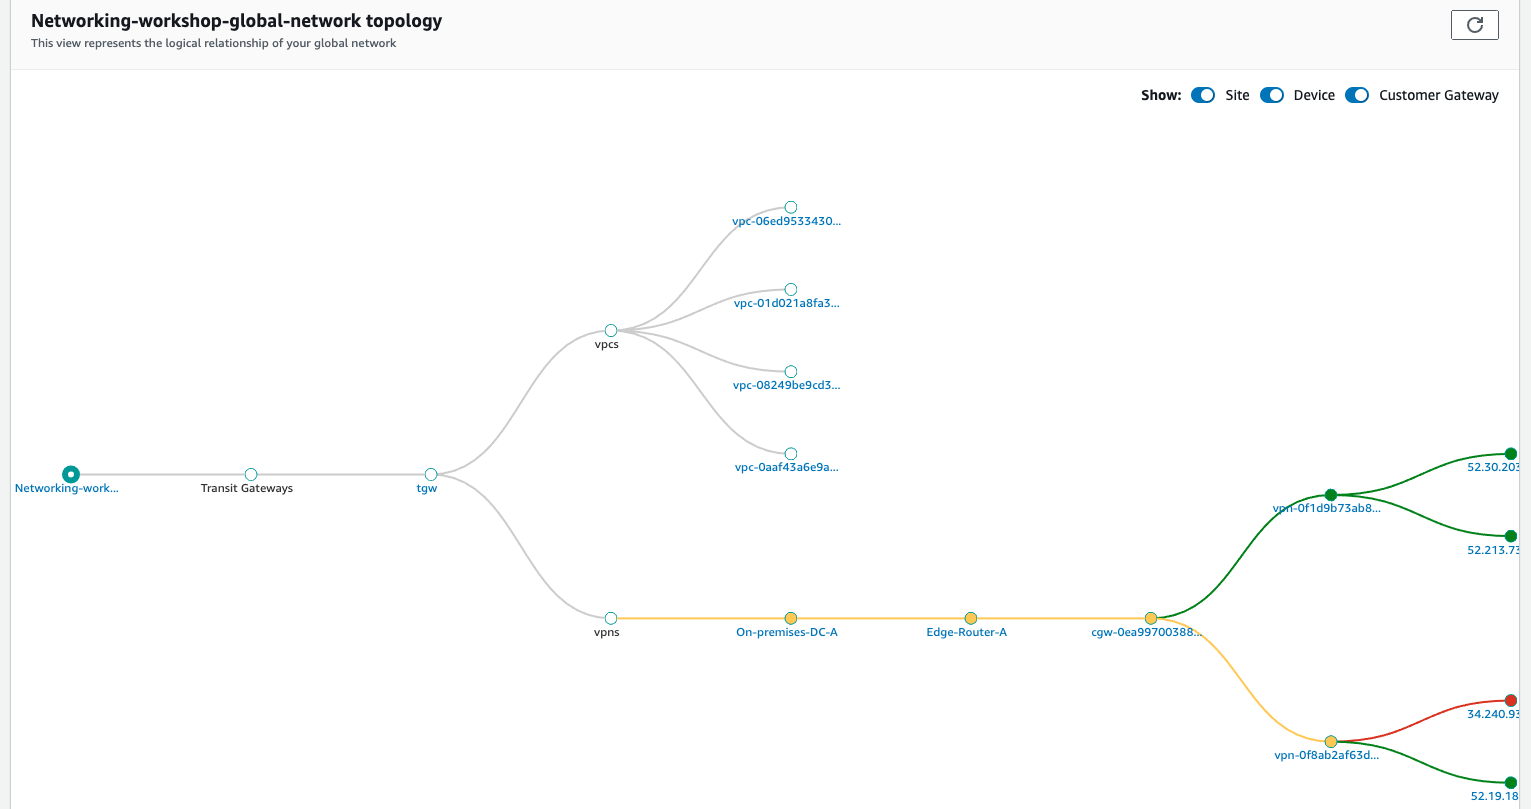 Networking-workshop-global-network topology
This view represents the logical relationship of your global network
Show: Site Device Customer Gateway
vpc-06ed9533430...
vpc-01d021a8fa3...
vpcs
vpc-08249be9cd3...
vpc-0aaf43a6e9a...
52.30.203
Networking-work...
Transit Gateways
tgw
vpn-0f1d9b73ab8...
52.213.73
vpns
On-premises-DC-A
Edge-Router-A
cgw-0ea99700388...
34.240.93
vpn-0f8ab2af63d...
52.19.18